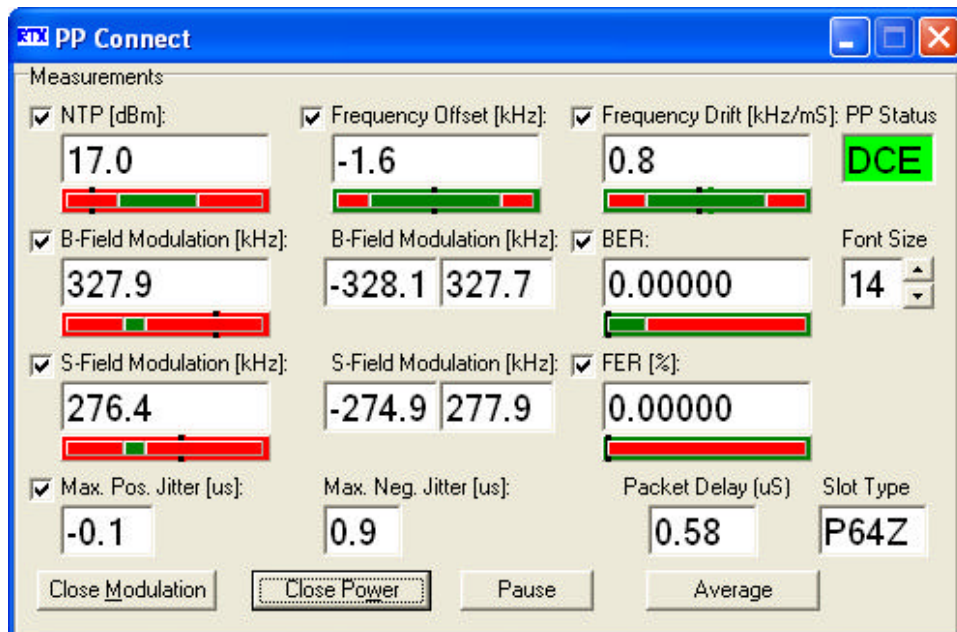 RTX PP Connect
Measurements
NTP [dBm]: Frequency Offset [kHz]: Frequency Drift [kHz/mS]: PP Status
17.0 -1.6 0.8 DCE
B-Field Modulation [kHz]: B-Field Modulation [kHz]: BER: Font Size
327.9 -328.1 327.7 0.00000 14
S-Field Modulation [kHz]: S-Field Modulation [kHz]: FER [%]:
276.4 -274.9 277.9 0.00000
Max. Pos. Jitter [us]: Max. Neg. Jitter [us]: Packet Delay (uS) Slot Type
-0.1 0.9 0.58 P64Z
Close Modulation Close Power Pause Average